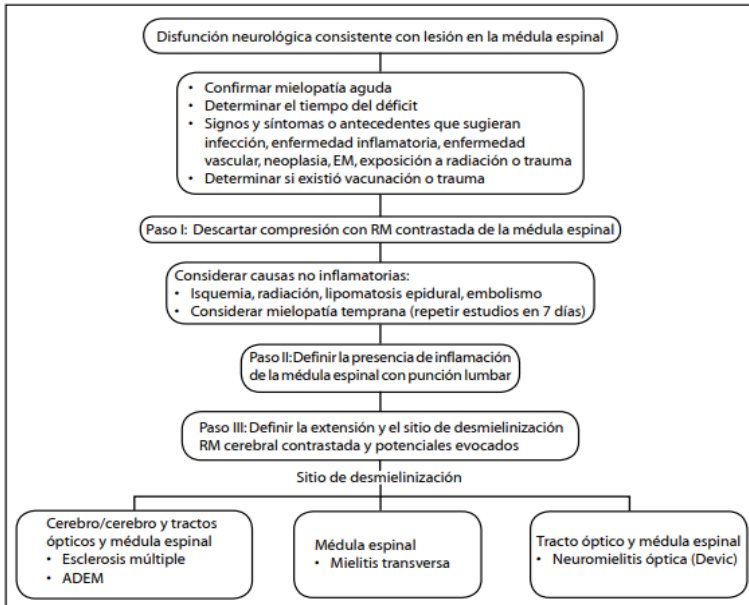 Disfunción neurológica consistente con lesión en la médula espinal
• Confirmar mielopatía aguda
• Determinar el tiempo del déficit
• Signos y síntomas o antecedentes que sugieran
infección, enfermedad inflamatoria, enfermedad
vascular, neoplasia, EM, exposición a radiación o trauma
• Determinar si existió vacunación o trauma
Paso I: Descartar compresión con RM contrastada de la médula espinal
Considerar causas no inflamatorias:
• Isquemia, radiación, lipomatosis epidural, embolismo
• Considerar mielopatía temprana (repetir estudios en 7 días)
Paso II: Definir la presencia de inflamación
de la médula espinal con punción lumbar
Paso III: Definir la extensión y el sitio de desmielinización
RM cerebral contrastada y potenciales evocados
Sitio de desmielinización
Cerebro/cerebro y tractos
ópticos y médula espinal
• Esclerosis múltiple
• ADEM
Médula espinal
• Mielitis transversa
Tracto óptico y médula espinal
• Neuromielitis óptica (Devic)